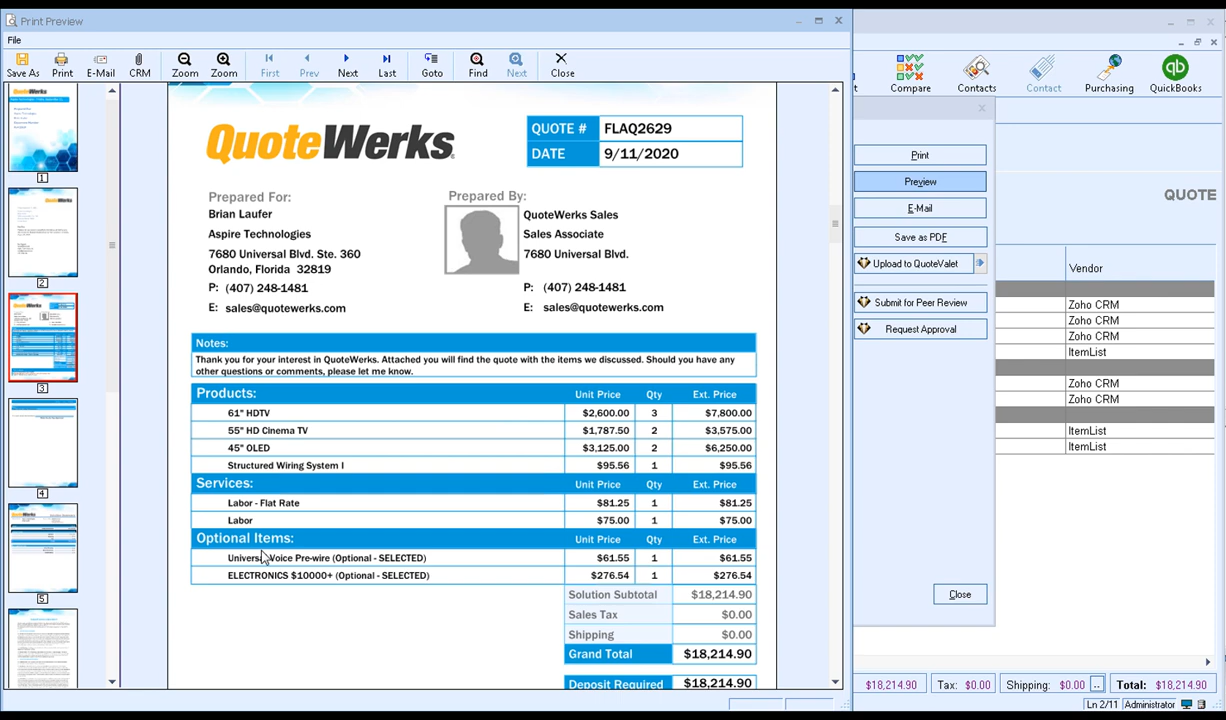 Print Preview
File
Save As Print E-Mail CRM Zoom Zoom First Prev Next Last Goto Find Next Close
Compare Contacts Contact Purchasing QuickBooks
1
2
3
4
5
QuoteWerks
QUOTE # FLAQ2629
DATE 9/11/2020
Prepared For:
Brian Laufer
Aspire Technologies
7680 Universal Blvd. Ste. 360
Orlando, Florida 32819
P: (407) 248-1481
E: sales@quotewerks.com
Prepared By:
QuoteWerks Sales
Sales Associate
7680 Universal Blvd.
P: (407) 248-1481
E: sales@quotewerks.com
Notes:
Thank you for your interest in QuoteWerks. Attached you will find the quote with the items we discussed. Should you have any
other questions or comments, please let me know.
Products: Unit Price Qty Ext. Price
61" HDTV $2,600.00 3 $7,800.00
55" HD Cinema TV $1,787.50 2 $3,575.00
45" OLED $3,125.00 2 $6,250.00
Structured Wiring System I $95.56 1 $95.56
Services: Unit Price Qty Ext. Price
Labor - Flat Rate $81.25 1 $81.25
Labor $75.00 1 $75.00
Optional Items: Unit Price Qty Ext. Price
Voice Pre-wire (Optional - SELECTED) $61.55 1 $61.55
ELECTRONICS $10000+ (Optional - SELECTED) $276.54 1 $276.54
Solution Subtotal $18,214.90
Sales Tax $0.00
Shipping $0.00
Grand Total $18,214.90
Deposit Required $18,214.90
Print
Preview
E-Mail
Save as PDF
Upload to QuoteValet
Submit for Peer Review
Request Approval
Close
QUOTE
Vendor
Zoho CRM
Zoho CRM
Zoho CRM
ItemList
Zoho CRM
Zoho CRM
ItemList
ItemList
$18,214.90 Tax: $0.00 Shipping: $0.00 .. Total: $18,214.90
Ln 2/11 Administrator